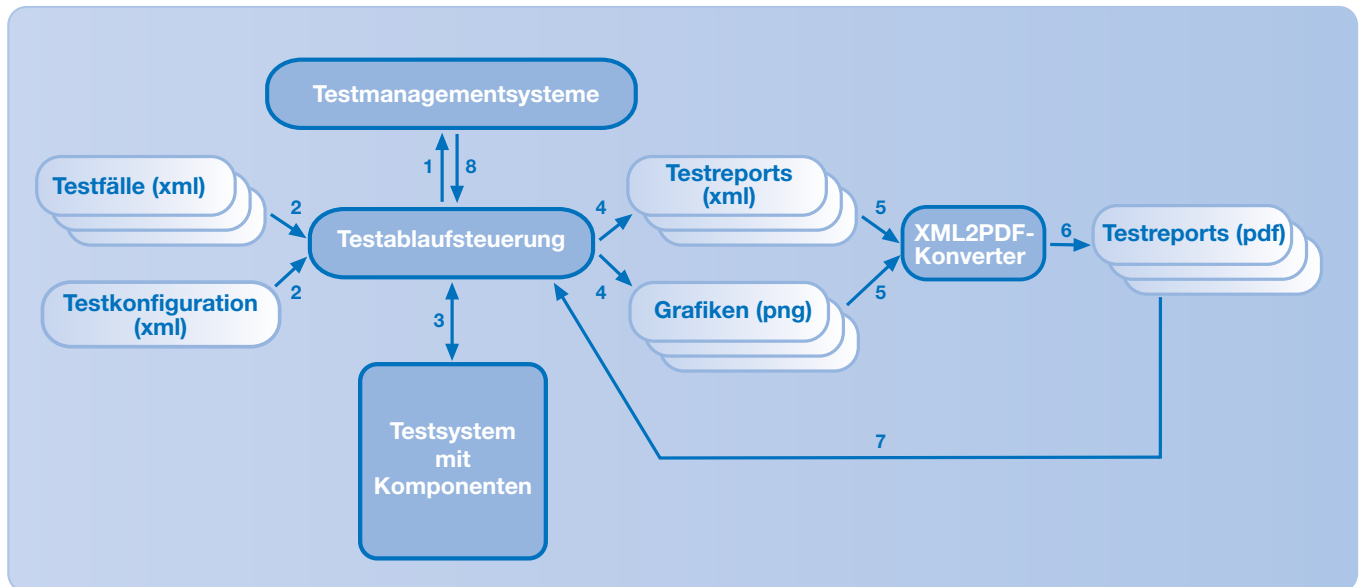 Testmanagementsysteme
1
8
Testfälle (xml)
2
Testablaufsteuerung
4
Testreports
(xml)
5
XML2PDF-
Konverter
6
Testreports (pdf)
Testkonfiguration
(xml)
2
4
Grafiken (png)
5
3
Testsystem
mit
Komponenten
7